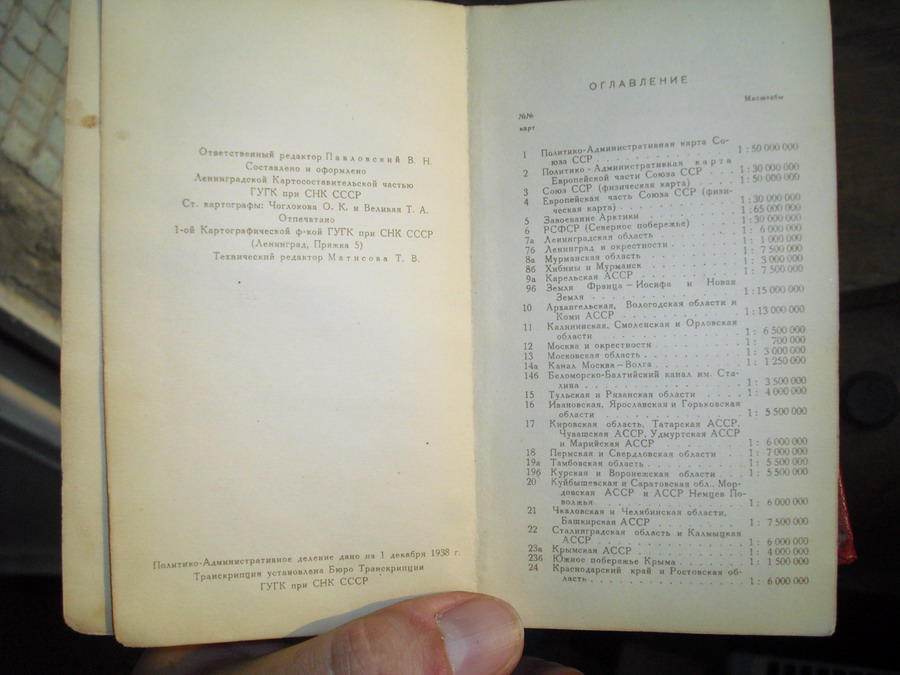 Ответственный редактор Павловский В. Н.
Составлено и оформлено
Ленинградской Картосоставительской частью
ГУГК при СНК СССР
Ст. картографы: Чоглокова О. К. и Великая Т. А.
Отпечатано
1-ой Картографической ф-кой ГУГК при СНК СССР
(Ленинград, Пряжка 5)
Технический редактор Матисова Т. В.
Политико-Административное деление дано на 1 декабря 1938 г.
Транскрипция установлена Бюро Транскрипции
ГУГК при СНК СССР
ОГЛАВЛЕНИЕ
Масштабы
№№
карт
1 Политико-Административная карта Со-
юза ССР . . . 1 : 50 000 000
2 Политико-Административная карта
Европейской части Союза ССР . . . 1 : 30 000 000
3 Союз ССР (физическая карта) . . . 1 : 50 000 000
4 Европейская часть Союза ССР (физи-
ческая карта) . . . 1 : 30 000 000
5 Завоевание Арктики . . . 1 : 65 000 000
6 РСФСР (Северное побережье) . . . 1 : 30 000 000
7а Ленинградская область . . . 1 : 6 000 000
7б Ленинград и окрестности . . . 1 : 1 000 000
8а Мурманская область . . . 1 : 7 500 000
8б Хибины и Мурманск . . . 1 : 3 000 000
9а Карельская АССР . . . 1 : 7 500 000
9б Земля Франца-Иосифа и Новая
Земля . . . 1 : 15 000 000
10 Архангельская, Вологодская области и
Коми АССР . . . 1 : 13 000 000
11 Калининская, Смоленская и Орловская
области . . . 1 : 6 500 000
12 Москва и окрестности . . . 1 : 700 000
13 Московская область . . . 1 : 3 000 000
14а Канал Москва-Волга . . . 1 : 1 250 000
14б Беломорско-Балтийский канал им. Ста-
лина . . . 1 : 3 500 000
15 Тульская и Рязанская области . . . 1 : 4 000 000
16 Ивановская, Ярославская и Горьковская
области . . . 1 : 5 500 000
17 Кировская область, Татарская АССР,
Чувашская АССР, Удмуртская АССР
и Марийская АССР . . . 1 : 6 000 000
18 Пермская и Свердловская области . . . 1 : 7 000 000
19а Тамбовская область . . . 1 : 5 500 000
19б Курская и Воронежская области . . . 1 : 5 500 000
20 Куйбышевская и Саратовская обл., Мор-
довская АССР и АССР Немцев По-
волжья . . . 1 : 6 000 000
21 Чкаловская и Челябинская области,
Башкирская АССР . . . 1 : 7 500 000
22 Сталинградская область и Калмыцкая
АССР . . . 1 : 6 000 000
23а Крымская АССР . . . 1 : 4 000 000
23б Южное побережье Крыма . . . 1 : 1 500 000
24 Краснодарский край и Ростовская об-
ласть . . . 1 : 6 000 000